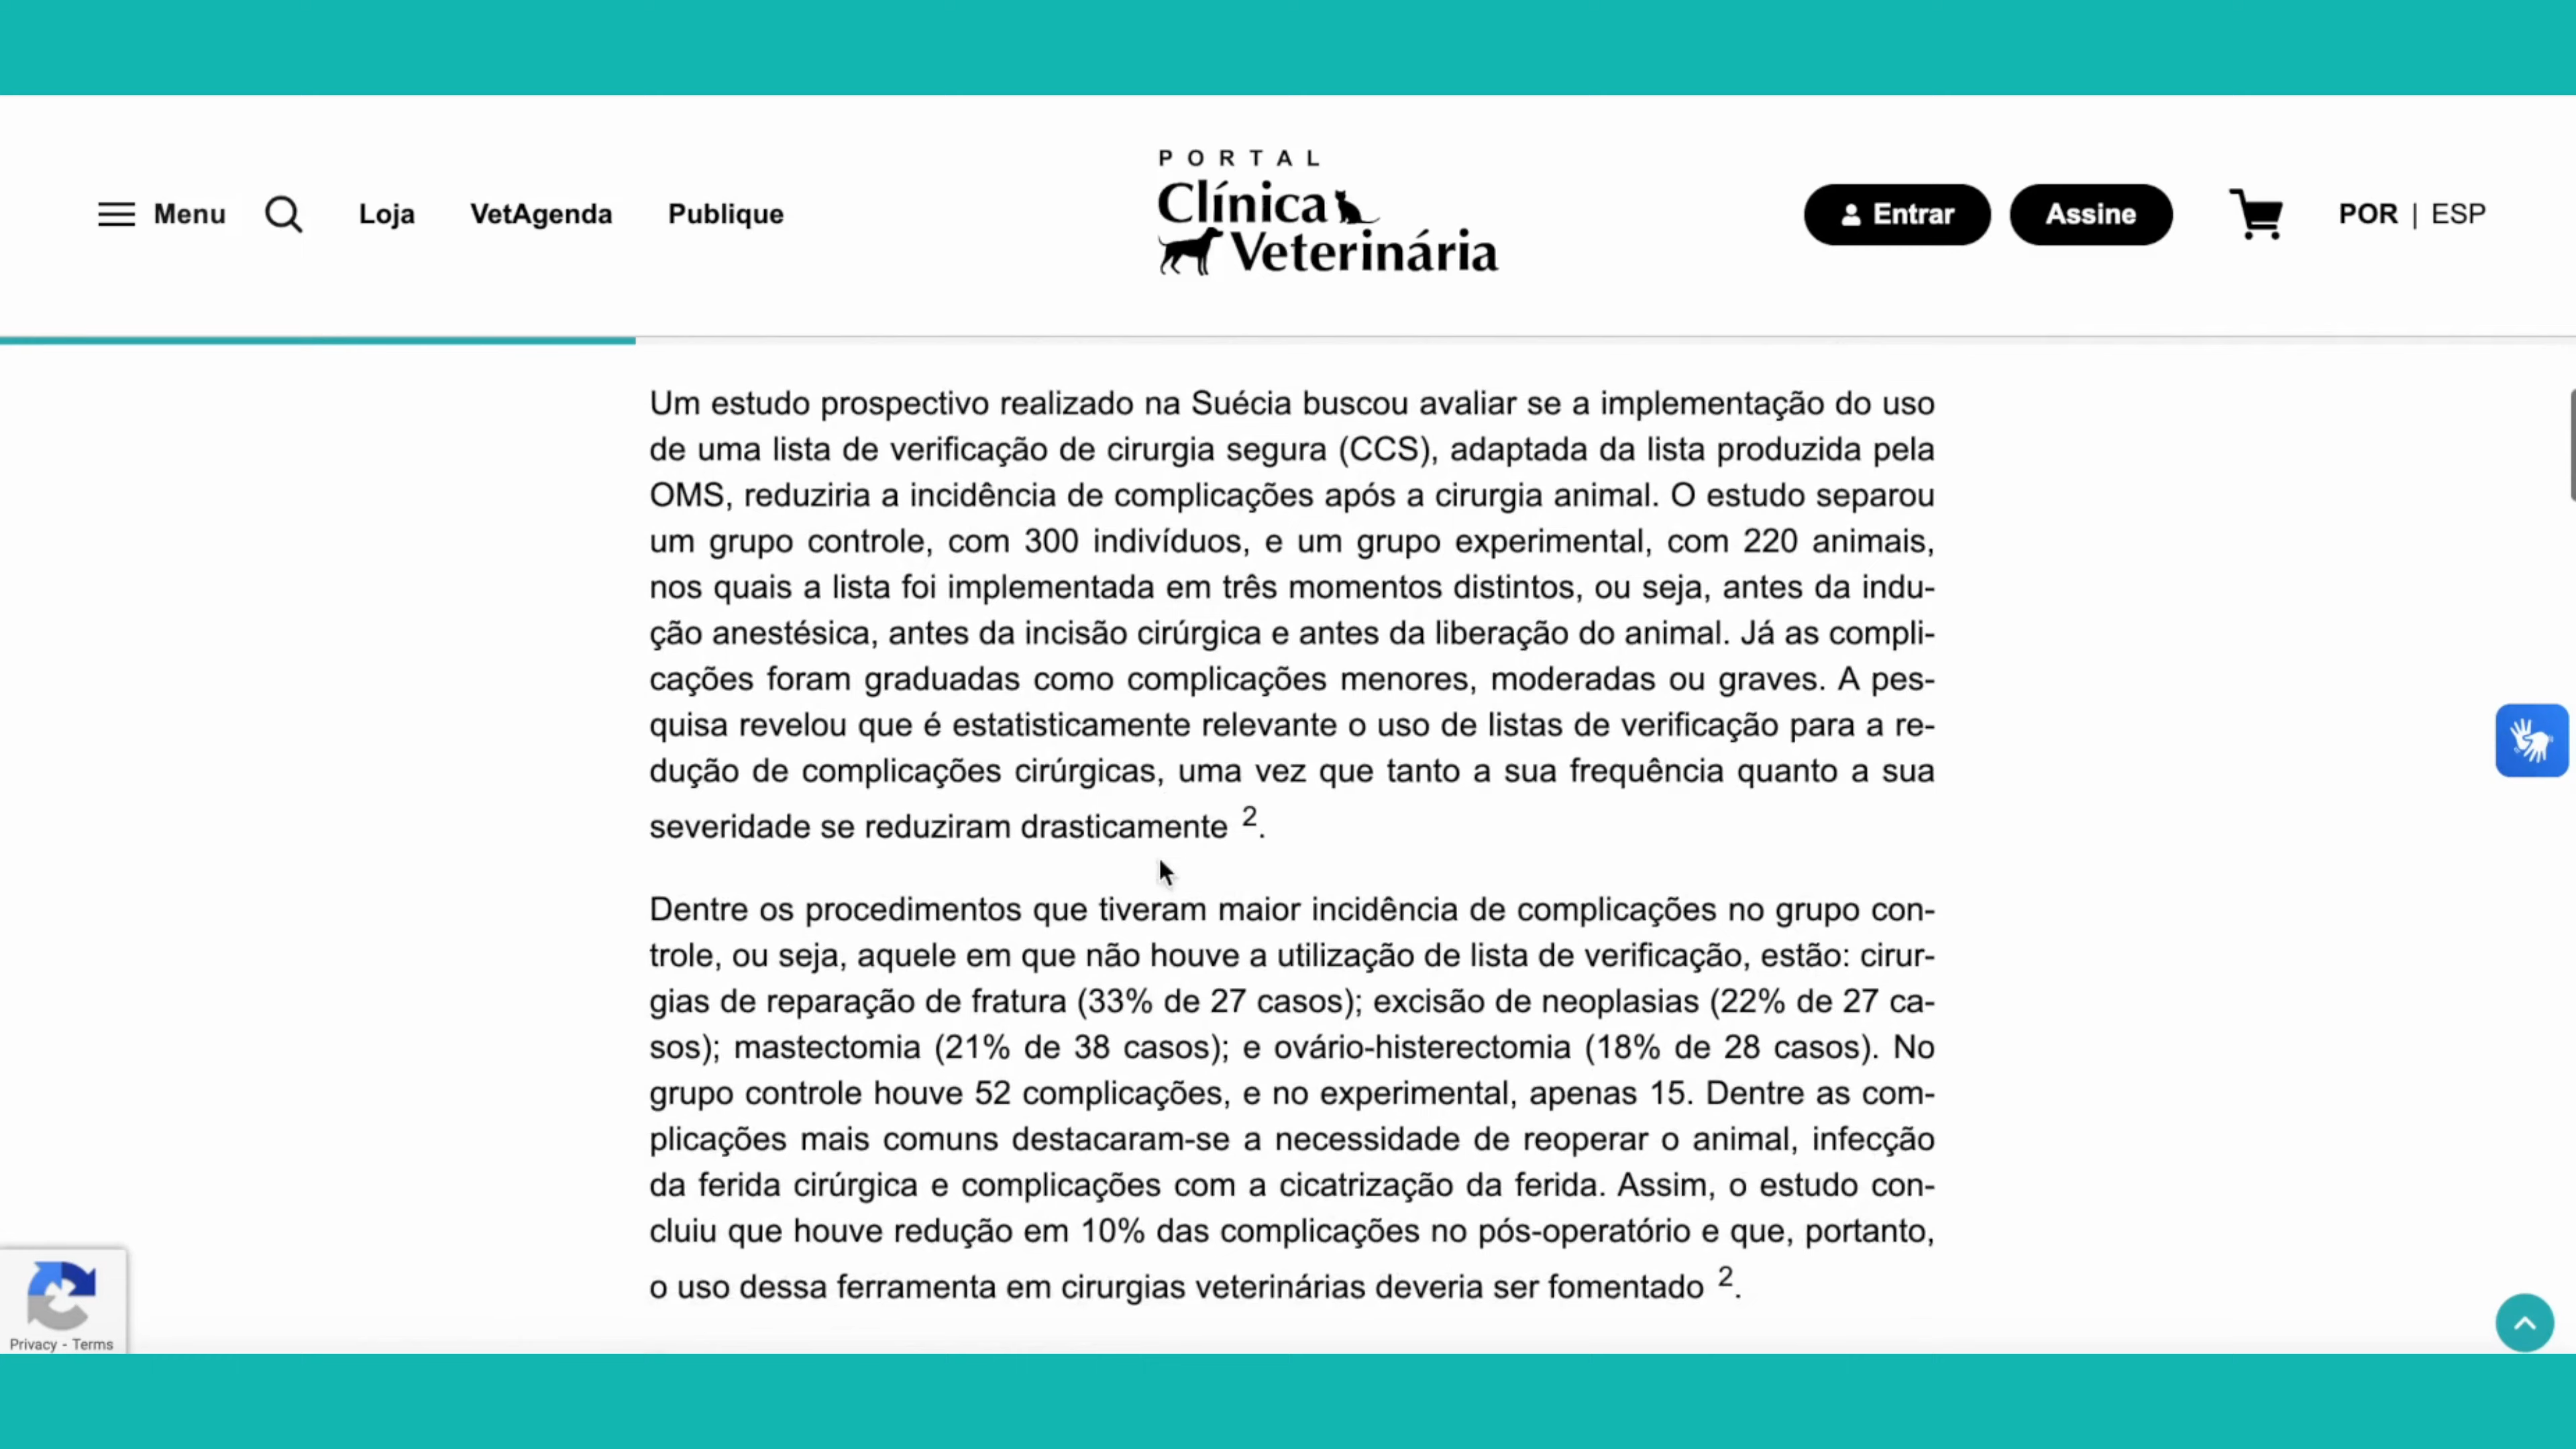 PORTAL
Clínica
Veterinária
Menu
Loja
VetAgenda
Publique
Entrar
Assine
POR | ESP
Um estudo prospectivo realizado na Suécia buscou avaliar se a implementação do uso
de uma lista de verificação de cirurgia segura (CCS), adaptada da lista produzida pela
OMS, reduziria a incidência de complicações após a cirurgia animal. O estudo separou
um grupo controle, com 300 indivíduos, e um grupo experimental, com 220 animais,
nos quais a lista foi implementada em três momentos distintos, ou seja, antes da indu-
ção anestésica, antes da incisão cirúrgica e antes da liberação do animal. Já as compli-
cações foram graduadas como complicações menores, moderadas ou graves. A pes-
quisa revelou que é estatisticamente relevante o uso de listas de verificação para a re-
dução de complicações cirúrgicas, uma vez que tanto a sua frequência quanto a sua
severidade se reduziram drasticamente 2.
Dentre os procedimentos que tiveram maior incidência de complicações no grupo con-
trole, ou seja, aquele em que não houve a utilização de lista de verificação, estão: cirur-
gias de reparação de fratura (33% de 27 casos); excisão de neoplasias (22% de 27 ca-
sos); mastectomia (21% de 38 casos); e ovário-histerectomia (18% de 28 casos). No
grupo controle houve 52 complicações, e no experimental, apenas 15. Dentre as com-
plicações mais comuns destacaram-se a necessidade de reoperar o animal, infecção
da ferida cirúrgica e complicações com a cicatrização da ferida. Assim, o estudo con-
cluiu que houve redução em 10% das complicações no pós-operatório e que, portanto,
o uso dessa ferramenta em cirurgias veterinárias deveria ser fomentado 2.
Privacy - Terms